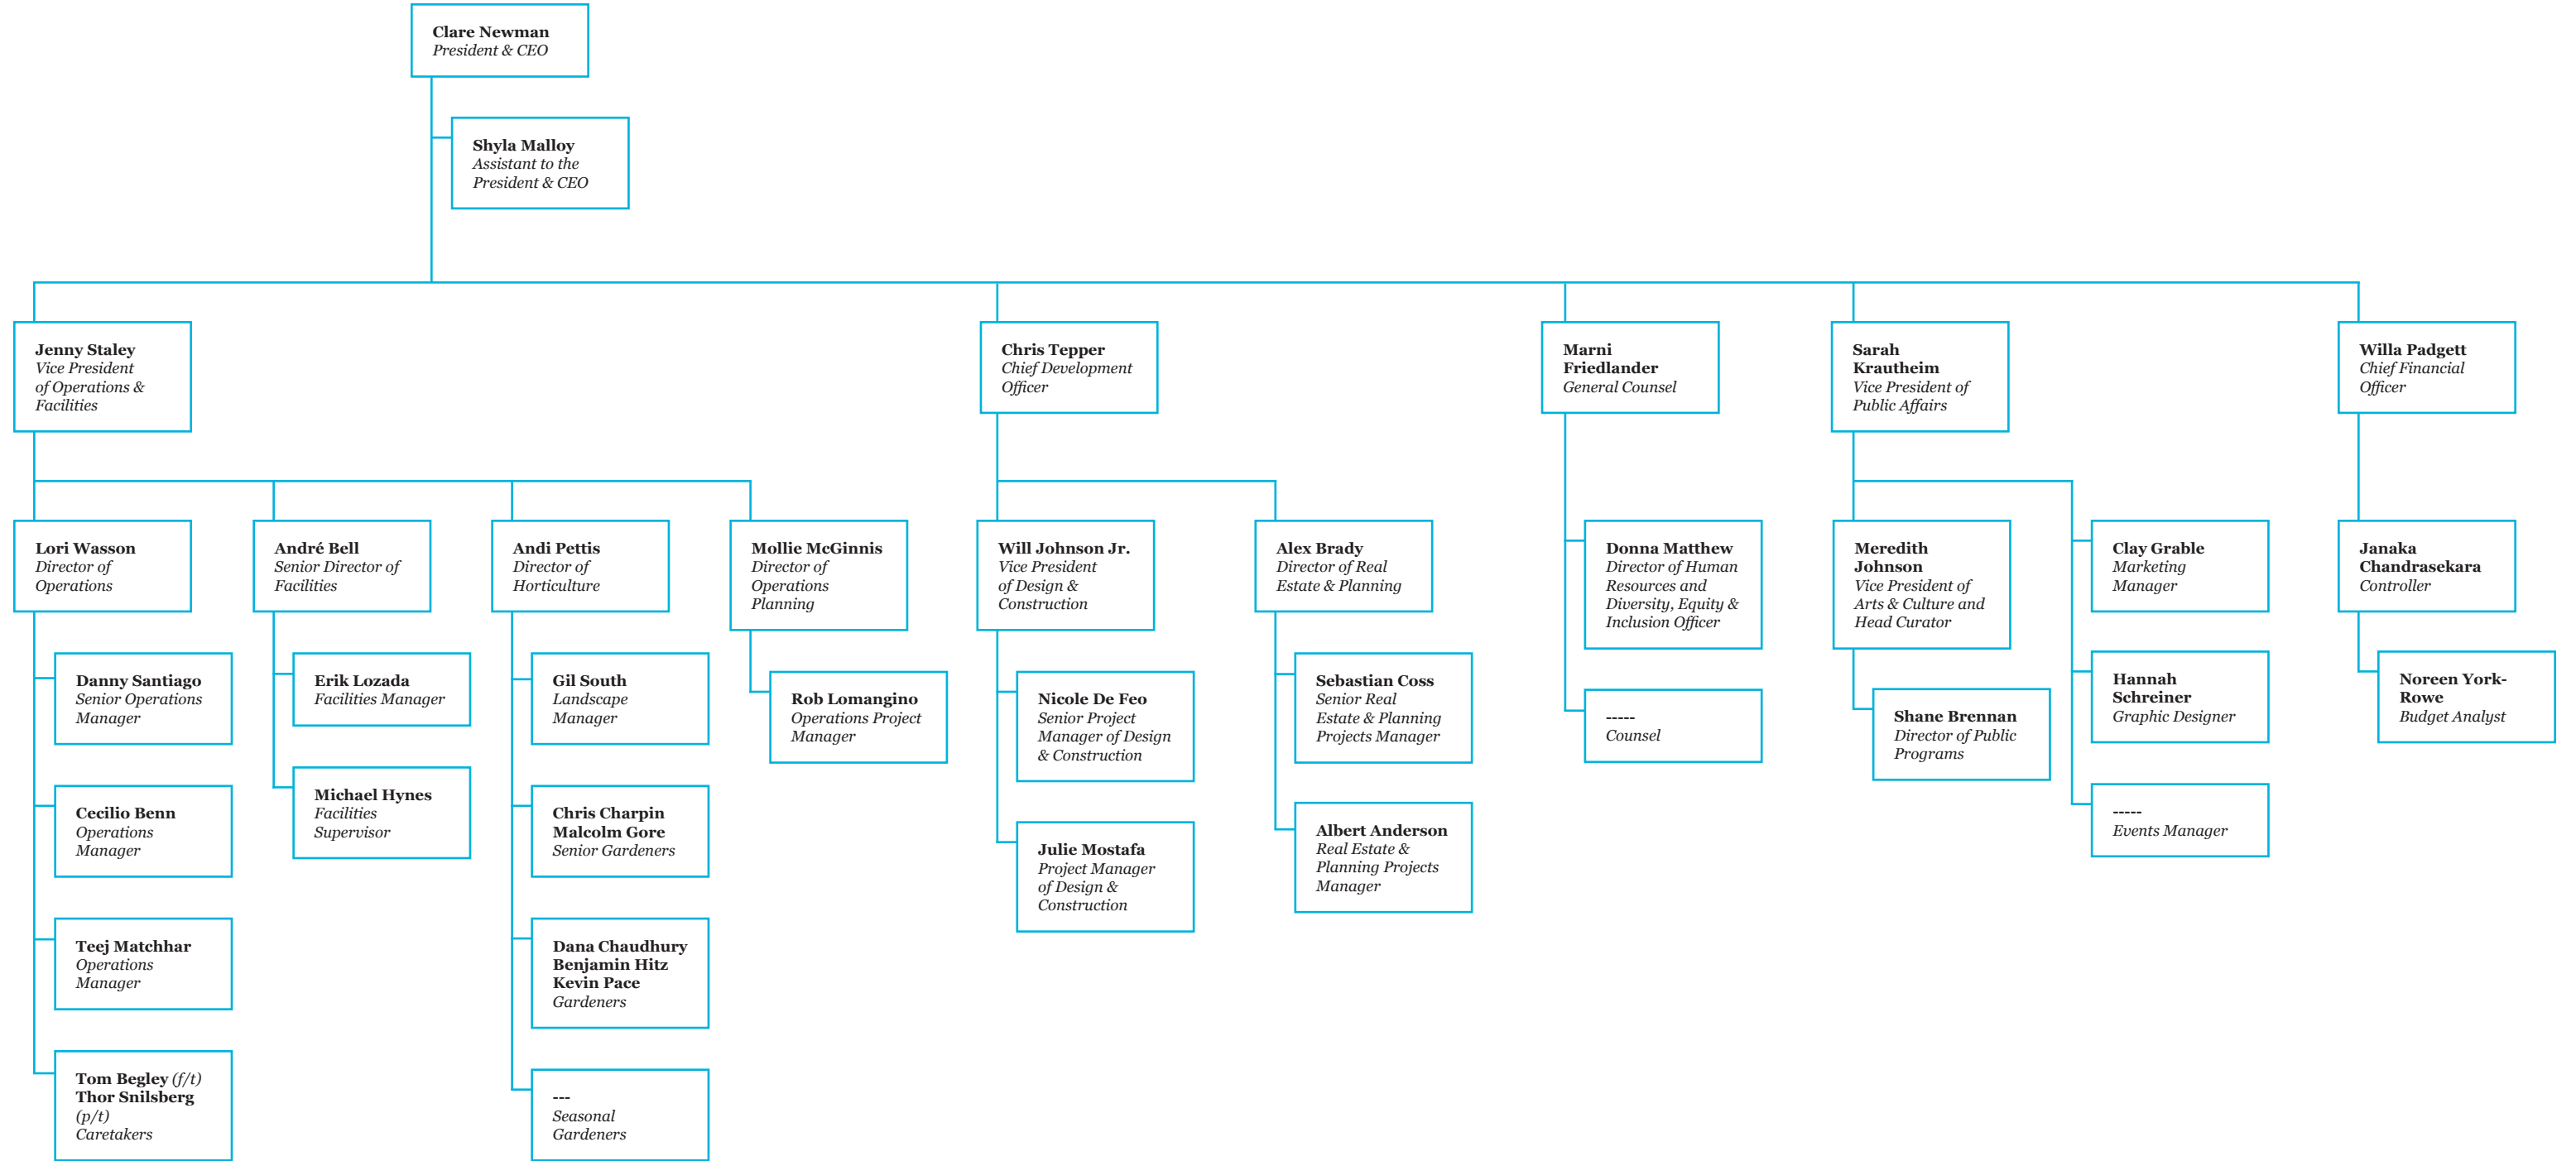 Clare Newman
President & CEO
Shyla Malloy
Assistant to the
President & CEO
Jenny Staley
Vice President
of Operations &
Facilities
Chris Tepper
Chief Development
Officer
Marni
Friedlander
General Counsel
Sarah
Krautheim
Vice President of
Public Affairs
Willa Padgett
Chief Financial
Officer
Lori Wasson
Director of
Operations
André Bell
Senior Director of
Facilities
Andi Pettis
Director of
Horticulture
Mollie McGinnis
Director of
Operations
Planning
Will Johnson Jr.
Vice President
of Design &
Construction
Alex Brady
Director of Real
Estate & Planning
Donna Matthew
Director of Human
Resources and
Diversity, Equity &
Inclusion Officer
Meredith
Johnson
Vice President of
Arts & Culture and
Head Curator
Clay Grable
Marketing
Manager
Janaka
Chandrasekara
Controller
Danny Santiago
Senior Operations
Manager
Erik Lozada
Facilities Manager
Gil South
Landscape
Manager
Rob Lomangino
Operations Project
Manager
Nicole De Feo
Senior Project
Manager of Design
& Construction
Sebastian Coss
Senior Real
Estate & Planning
Projects Manager
-----
Counsel
Shane Brennan
Director of Public
Programs
Hannah
Schreiner
Graphic Designer
Noreen York-
Rowe
Budget Analyst
Cecilio Benn
Operations
Manager
Michael Hynes
Facilities
Supervisor
Chris Charpin
Malcolm Gore
Senior Gardeners
Julie Mostafa
Project Manager
of Design &
Construction
Albert Anderson
Real Estate &
Planning Projects
Manager
-----
Events Manager
Teej Matchhar
Operations
Manager
Dana Chaudhury
Benjamin Hitz
Kevin Pace
Gardeners
Tom Begley (f/t)
Thor Snilsberg
(p/t)
Caretakers
---
Seasonal
Gardeners